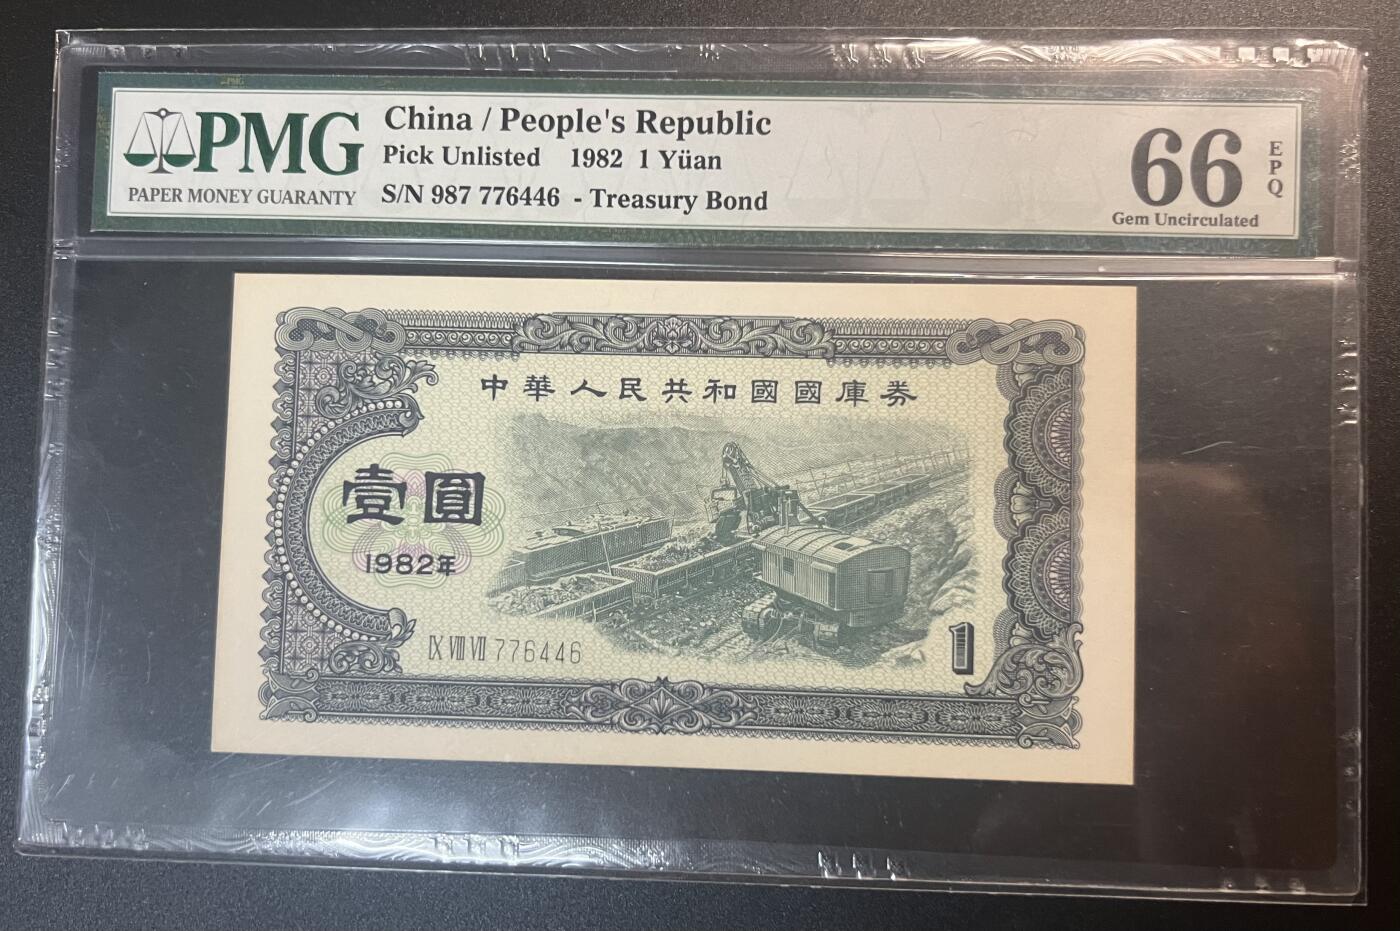 PMG
PAPER MONEY GUARANTY
China / People's Republic
Pick Unlisted 1982 1 Yüan
S/N 987 776446 - Treasury Bond
66
EPQ
Gem Uncirculated
中華人民共和國國庫券
壹圓
1982年
IX VIII VII 776446
1